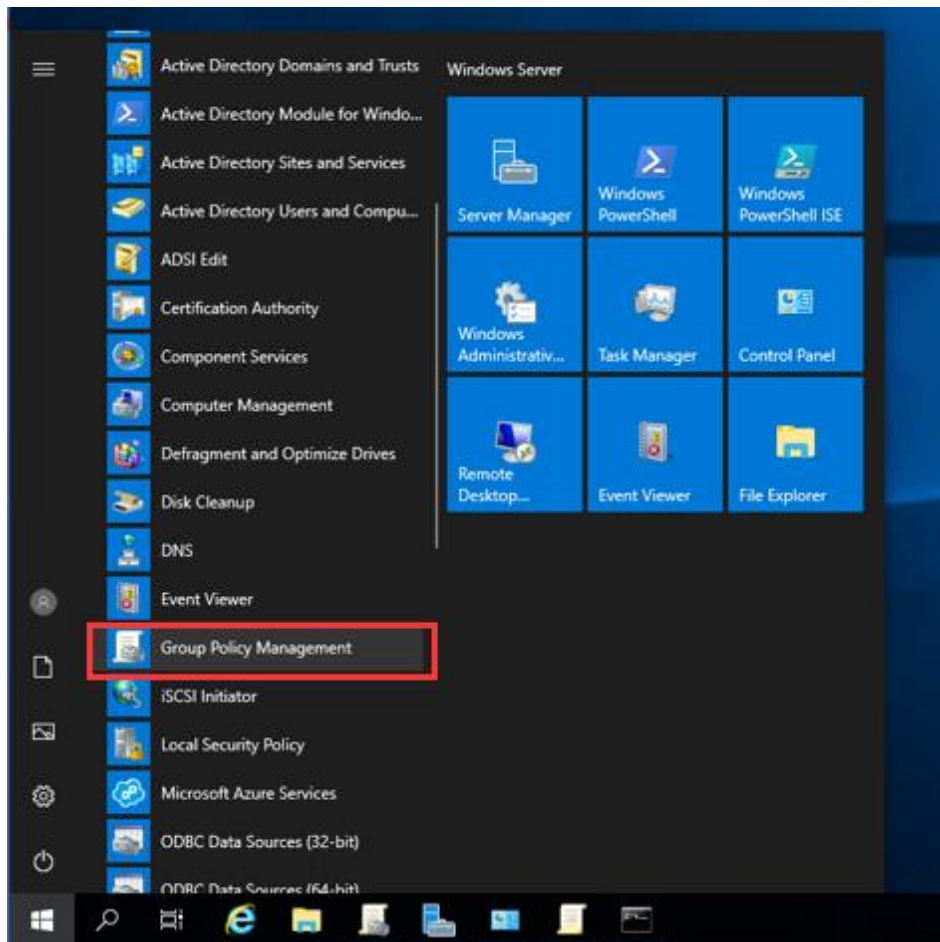 Active Directory Domains and Trusts
Active Directory Module for Windo...
Active Directory Sites and Services
Active Directory Users and Compu...
ADSI Edit
Certification Authority
Component Services
Computer Management
Defragment and Optimize Drives
Disk Cleanup
DNS
Event Viewer
Group Policy Management
iSCSI Initiator
Local Security Policy
Microsoft Azure Services
ODBC Data Sources (32-bit)
ODBC Data Sources (64-bit)
Windows Server
Server Manager
Windows
PowerShell
Windows
PowerShell ISE
Windows
Administrativ...
Task Manager
Control Panel
Remote
Desktop...
Event Viewer
File Explorer